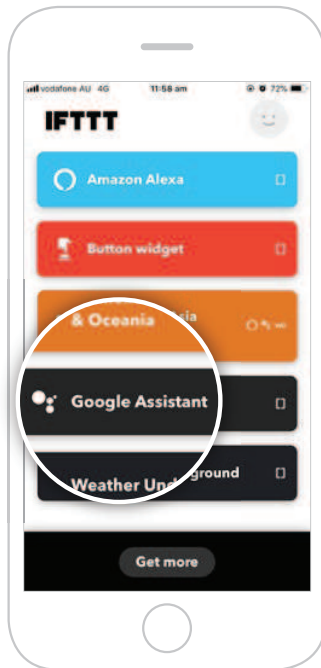 vodafone AU 4G 11:58 am 72%
IFTTT
Amazon Alexa
Button widget
& Oceania
Google Assistant
Weather Underground
Get more